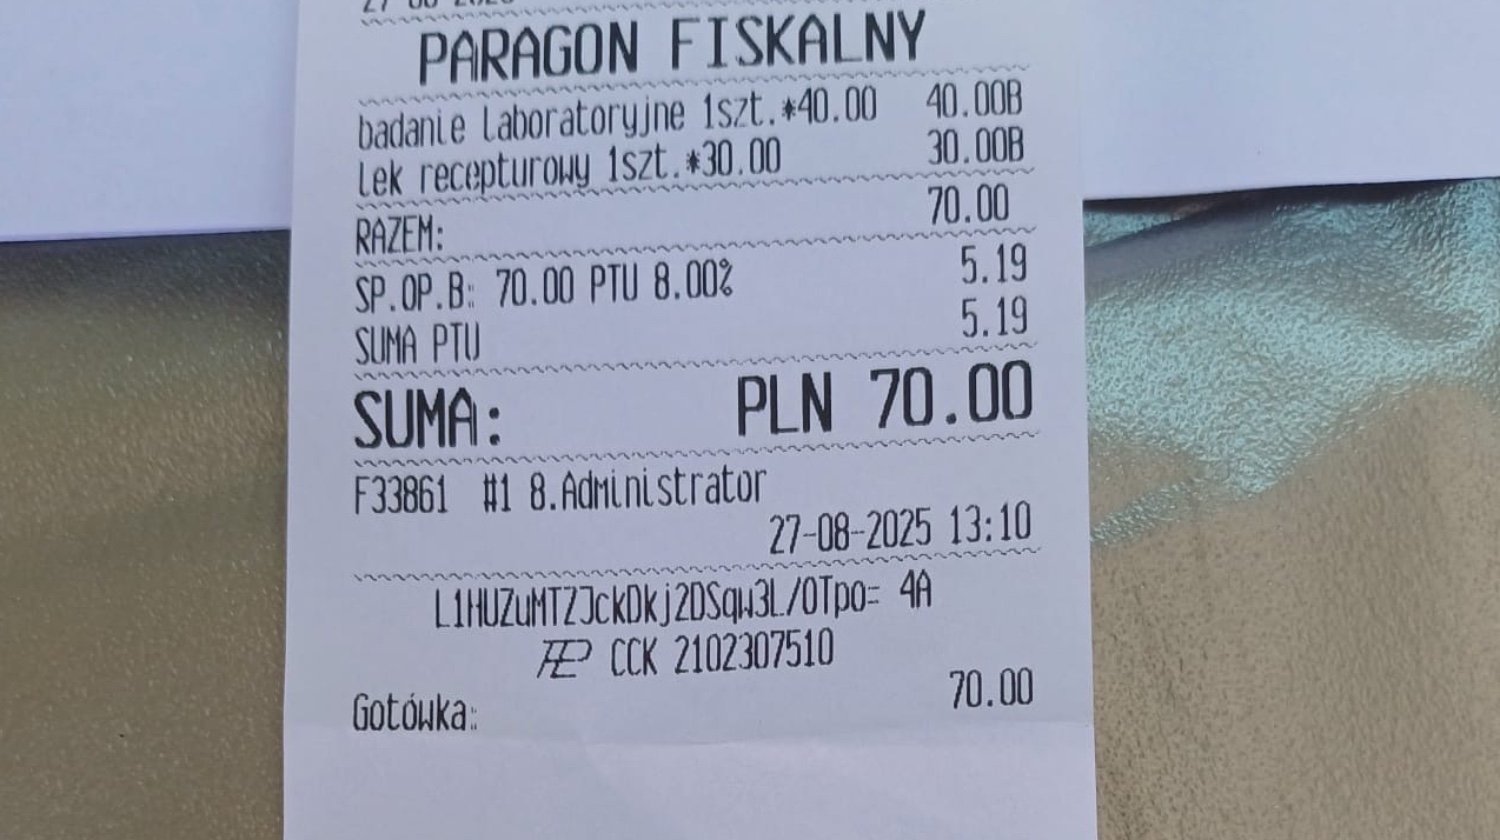 PARAGON FISKALNY
badanie laboratoryjne 1szt.*40.00 40.00B
lek recepturowy 1szt.*30.00 30.00B
RAZEM: 70.00
SP.OP.B: 70.00 PTU 8.00% 5.19
SUMA PTU 5.19
SUMA: PLN 70.00
F33861 #1 8.Administrator
27-08-2025 13:10
L1HUZuMTZJckDkj2DSqw3L/OTpo= 4A
CCK 2102307510
Gotówka: 70.00